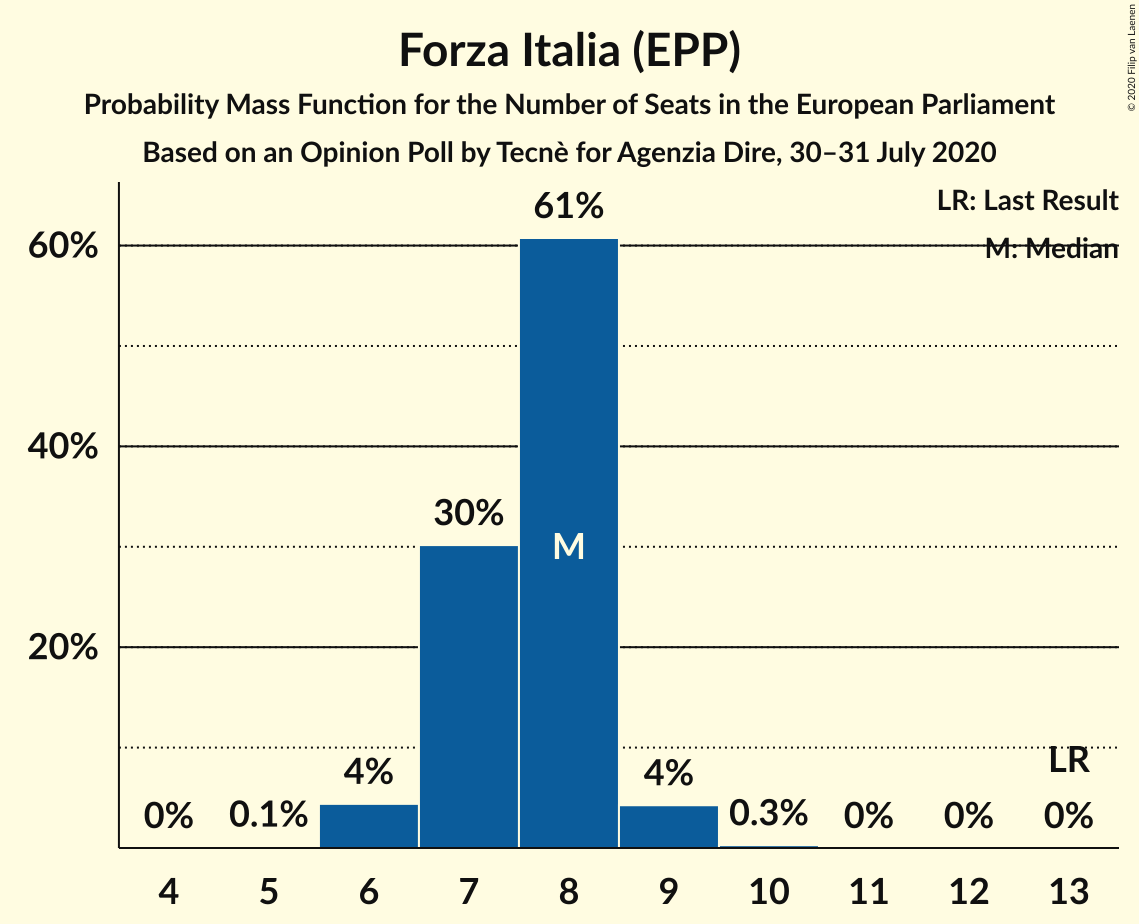 Forza Italia (EPP)
Probability Mass Function for the Number of Seats in the European Parliament
Based on an Opinion Poll by Tecnè for Agenzia Dire, 30–31 July 2020
© 2020 Filip van Laenen
LR: Last Result
M: Median
60%
40%
20%
61%
30%
M
4%
4%
LR
0%
0.1%
0.3%
0%
0%
0%
4
5
6
7
8
9
10
11
12
13